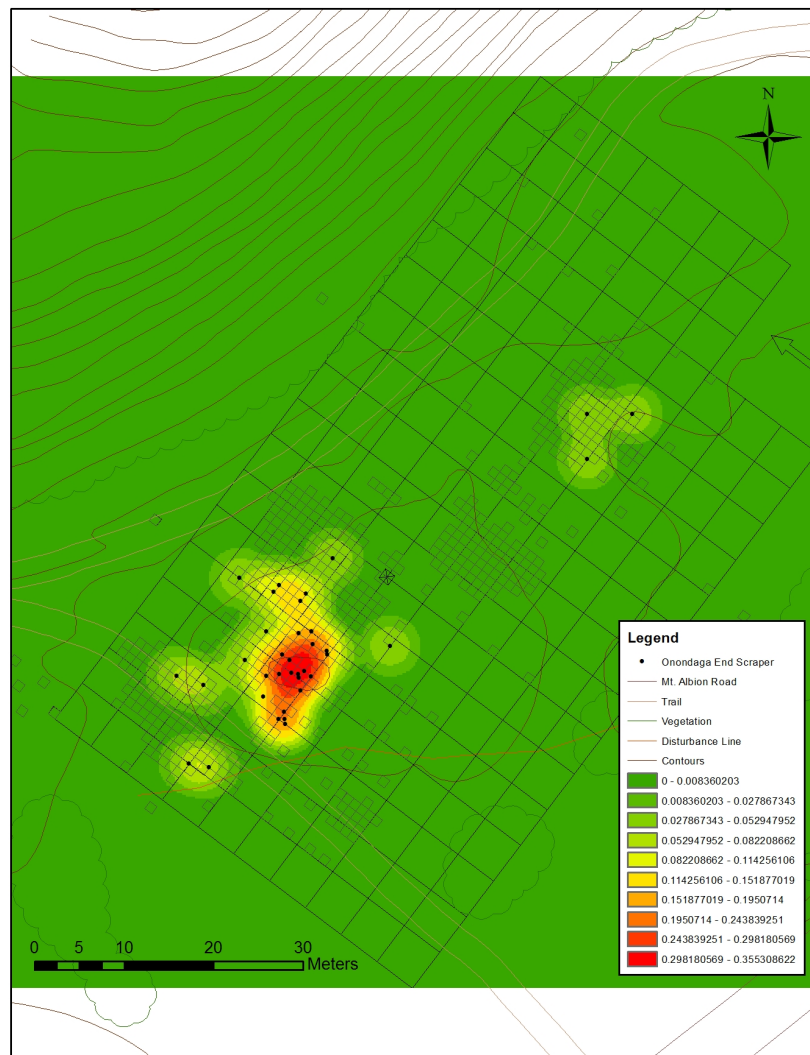 N
Legend
Onondaga End Scraper
Mt. Albion Road
Trail
Vegetation
Disturbance Line
Contours
0 - 0.008360203
0.008360203 - 0.027867343
0.027867343 - 0.052947952
0.052947952 - 0.082208662
0.082208662 - 0.114256106
0.114256106 - 0.151877019
0.151877019 - 0.1950714
0.1950714 - 0.243839251
0.243839251 - 0.298180569
0.298180569 - 0.355308622
0 5 10 20 30
Meters